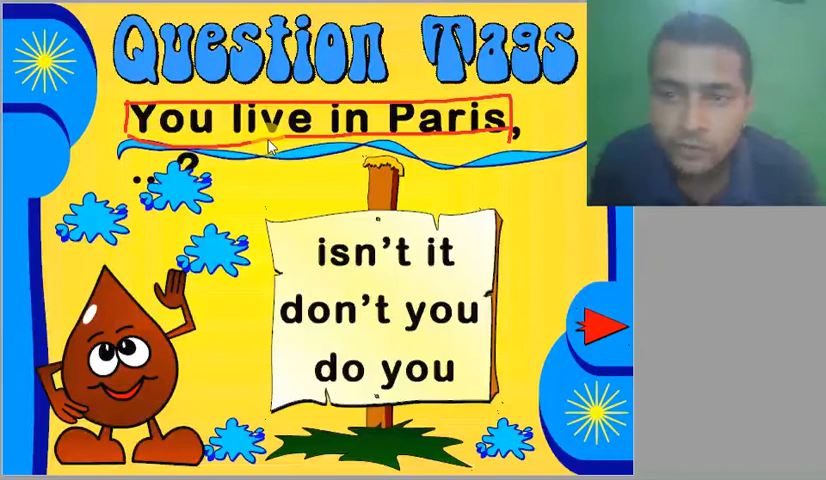 Question Tags
You live in Paris,
...?
isn't it
don't you
do you